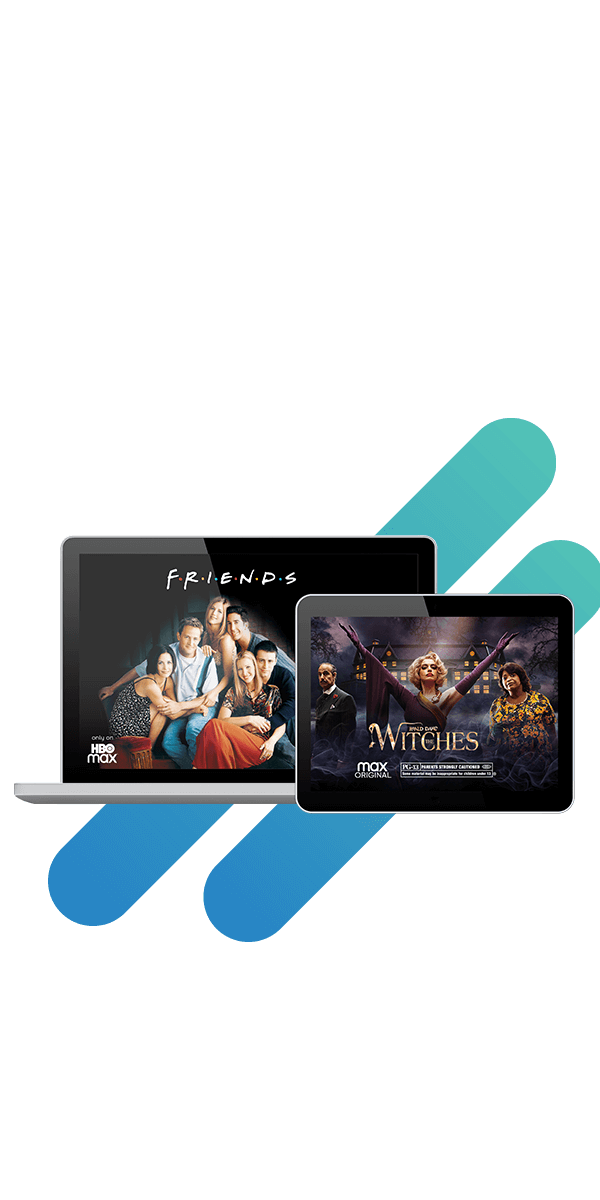 F·R·I·E·N·D·S
only on
HBO
max
ROALD DAHL'S
WITCHES
max
ORIGINAL
PG-13 PARENTS STRONGLY CAUTIONED
Some material may be inappropriate for children under 13